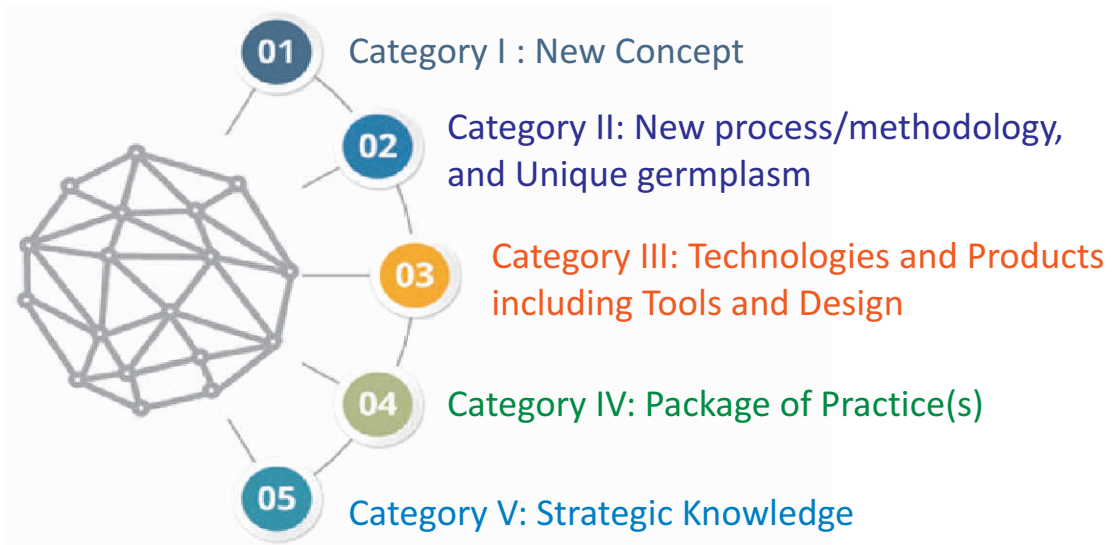 01
Category I : New Concept
02
Category II: New process/methodology,
and Unique germplasm
03
Category III: Technologies and Products
including Tools and Design
04
Category IV: Package of Practice(s)
05
Category V: Strategic Knowledge